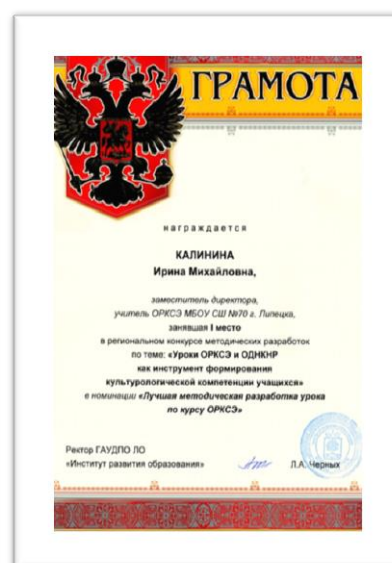 ГРАМОТА
награждается
КАЛИНИНА
Ирина Михайловна,
заместитель директора,
учитель ОРКСЭ МБОУ СШ №70 г. Липецка,
занявшая I место
в региональном конкурсе методических разработок
по теме: «Уроки ОРКСЭ и ОДНКНР
как инструмент формирования
культурологической компетенции учащихся»
в номинации «Лучшая методическая разработка урока
по курсу ОРКСЭ»
Ректор ГАУДПО ЛО
«Институт развития образования»
Л.А. Черных